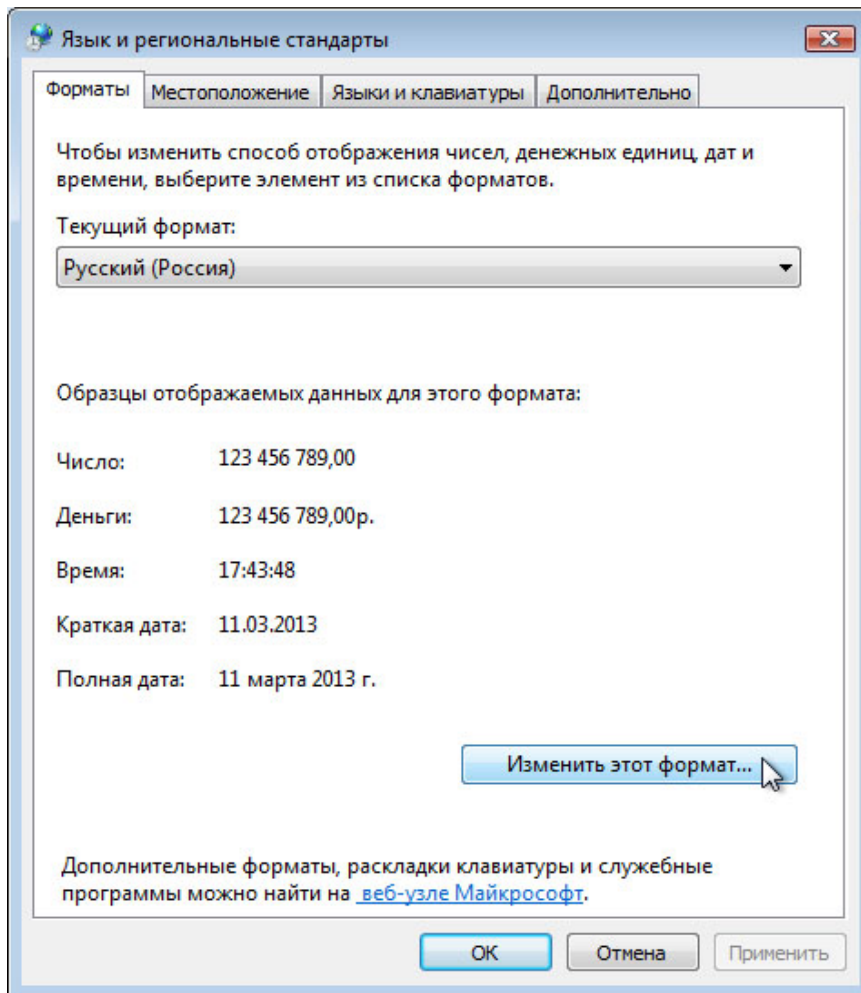 Язык и региональные стандарты
Форматы Местоположение Языки и клавиатуры Дополнительно
Чтобы изменить способ отображения чисел, денежных единиц, дат и
времени, выберите элемент из списка форматов.
Текущий формат:
Русский (Россия)
Образцы отображаемых данных для этого формата:
Число: 123 456 789,00
Деньги: 123 456 789,00р.
Время: 17:43:48
Краткая дата: 11.03.2013
Полная дата: 11 марта 2013 г.
Изменить этот формат...
Дополнительные форматы, раскладки клавиатуры и служебные
программы можно найти на веб-узле Майкрософт.
ОК Отмена Применить